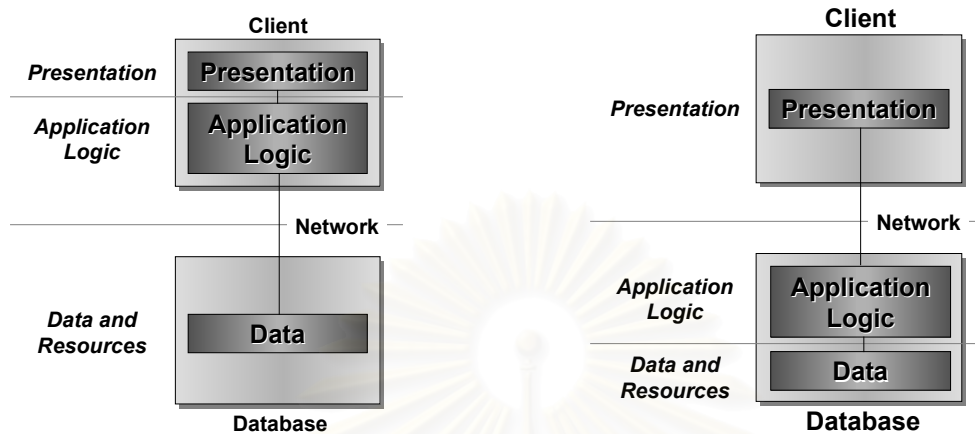 Client
Presentation
Presentation
Application
Logic
Application
Logic
Network
Data and
Resources
Data
Database
Client
Presentation
Presentation
Network
Application
Logic
Application
Logic
Data and
Resources
Data
Database